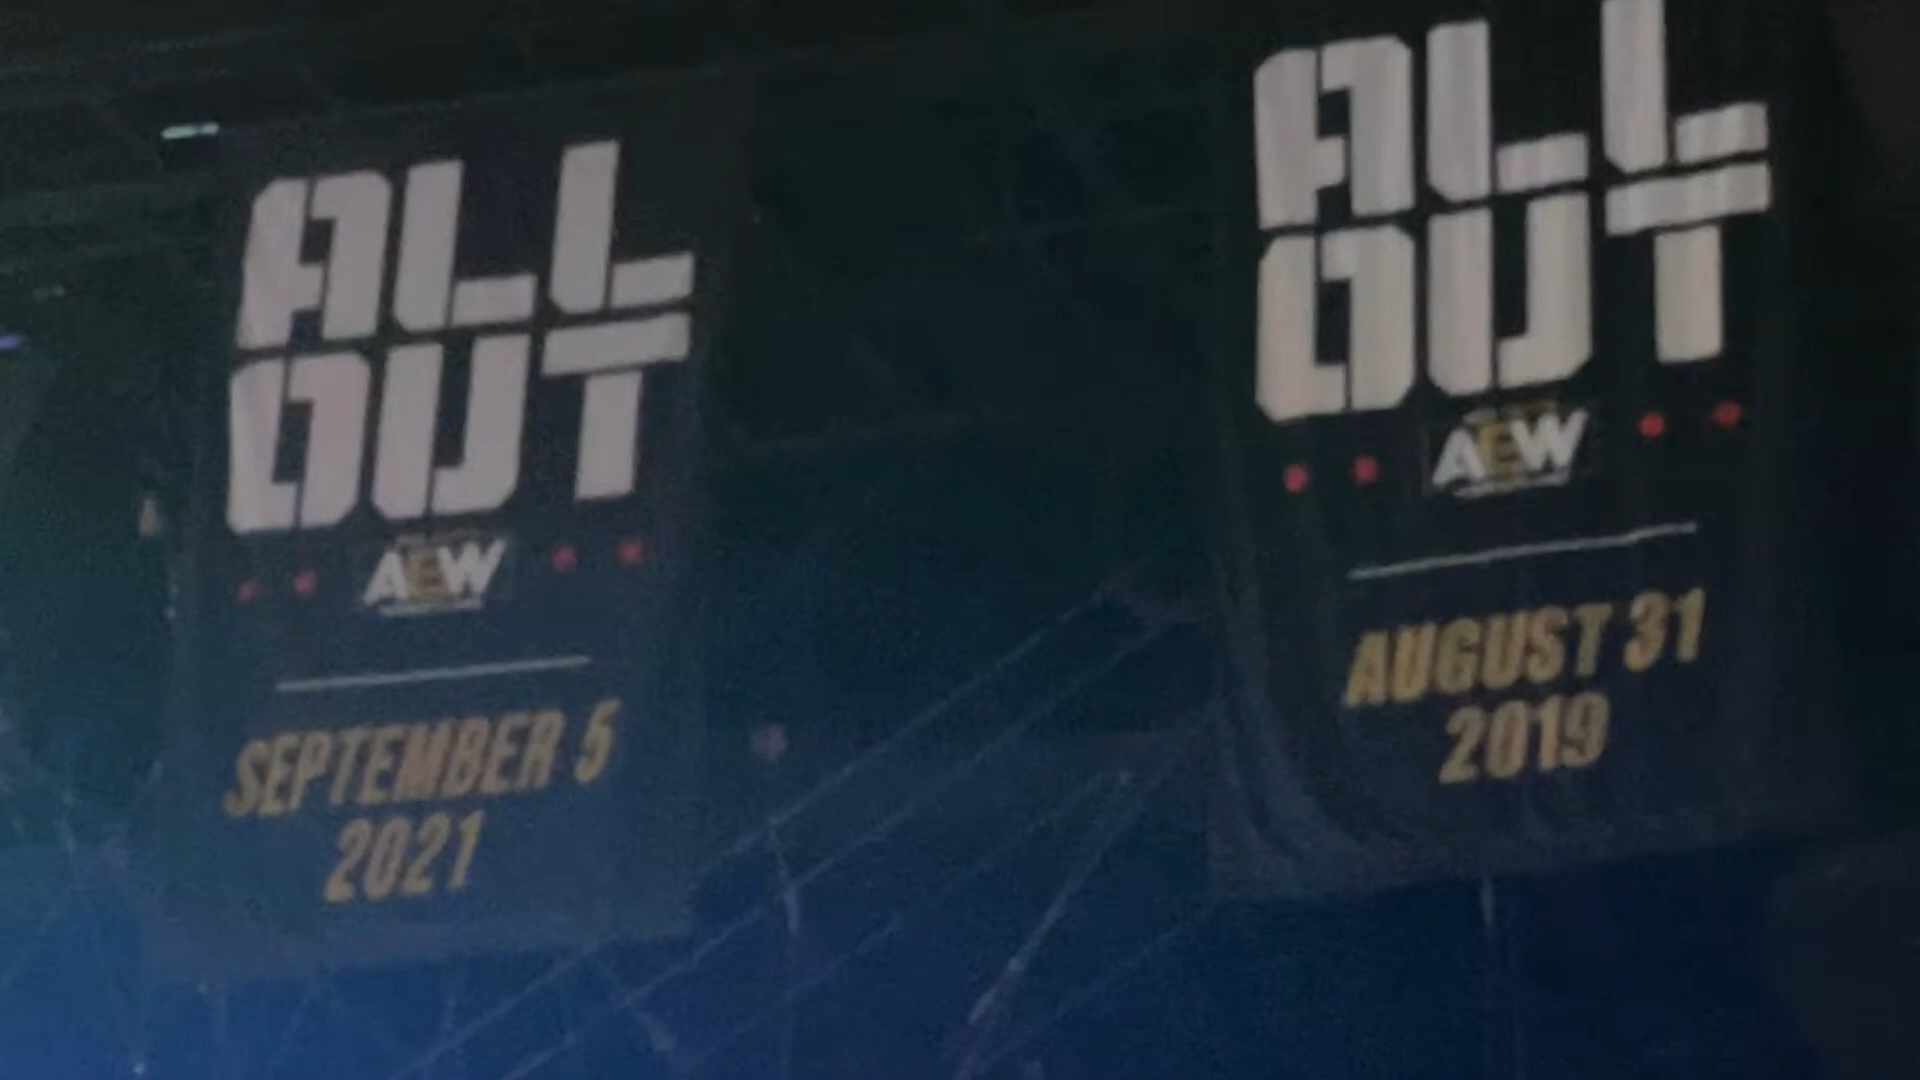 ALL
OUT
AEW
SEPTEMBER 5
2021
ALL
OUT
AEW
AUGUST 31
2019